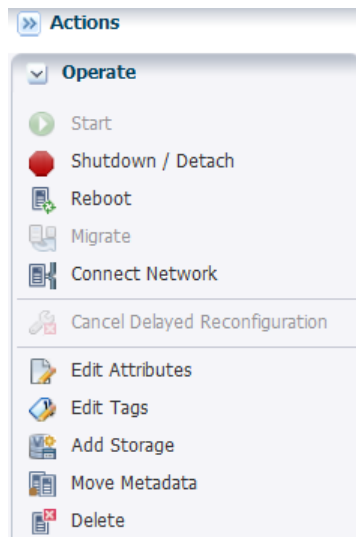 Actions
Operate
Start
Shutdown / Detach
Reboot
Migrate
Connect Network
Cancel Delayed Reconfiguration
Edit Attributes
Edit Tags
Add Storage
Move Metadata
Delete